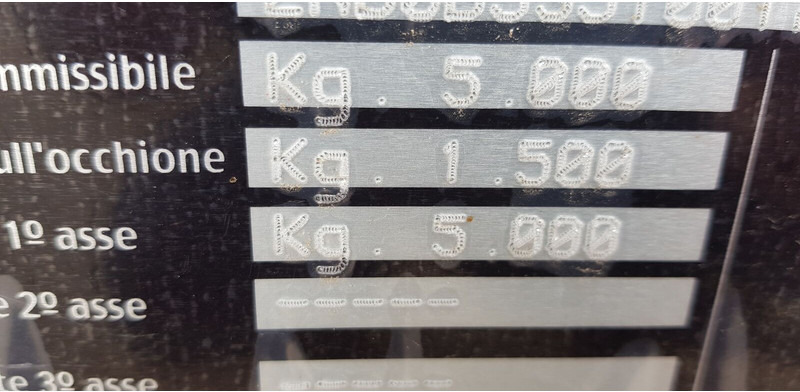 mmissibile Kg. 5.000
ull'occhione Kg. 1.500
1º asse Kg. 5.000
e 2º asse -----
te 3º asse -----